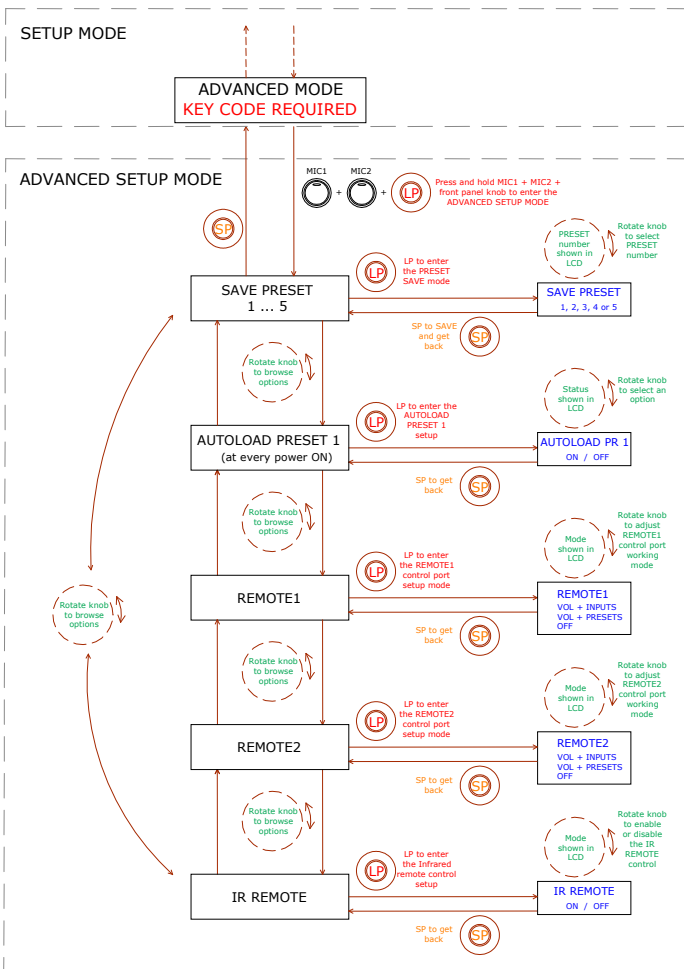 SETUP MODE
ADVANCED MODE
KEY CODE REQUIRED
ADVANCED SETUP MODE
MIC1
MIC2
+
+
LP
Press and hold MIC1 + MIC2 +
front panel knob to enter the
ADVANCED SETUP MODE
SP
PRESET
number
shown in
LCD
Rotate knob
to select
PRESET
number
LP to enter
the PRESET
SAVE mode
LP
SAVE PRESET
1 ... 5
SAVE PRESET
1, 2, 3, 4 or 5
SP to SAVE
and get
back
SP
Rotate knob
to browse
options
Status
shown in
LCD
Rotate knob
to select an
option
LP
LP to enter the
AUTOLOAD
PRESET 1
setup
AUTOLOAD PRESET 1
(at every power ON)
AUTOLOAD PR 1
ON / OFF
SP to get
back
SP
Rotate knob
to browse
options
Mode
shown in
LCD
Rotate knob
to adjust
REMOTE1
control port
working
mode
LP
LP to enter
the REMOTE1
control port
setup mode
REMOTE1
REMOTE1
VOL + INPUTS
VOL + PRESETS
OFF
SP to get
back
SP
Rotate knob
to browse
options
Rotate knob
to browse
options
Mode
shown in
LCD
Rotate knob
to adjust
REMOTE2
control port
working
mode
LP
LP to enter
the REMOTE2
control port
setup mode
REMOTE2
REMOTE2
VOL + INPUTS
VOL + PRESETS
OFF
SP to get
back
SP
Rotate knob
to browse
options
Mode
shown in
LCD
Rotate knob
to enable
or disable
the IR
REMOTE
control
LP
LP to enter
the Infrared
remote control
setup
IR REMOTE
IR REMOTE
ON / OFF
SP to get
back
SP